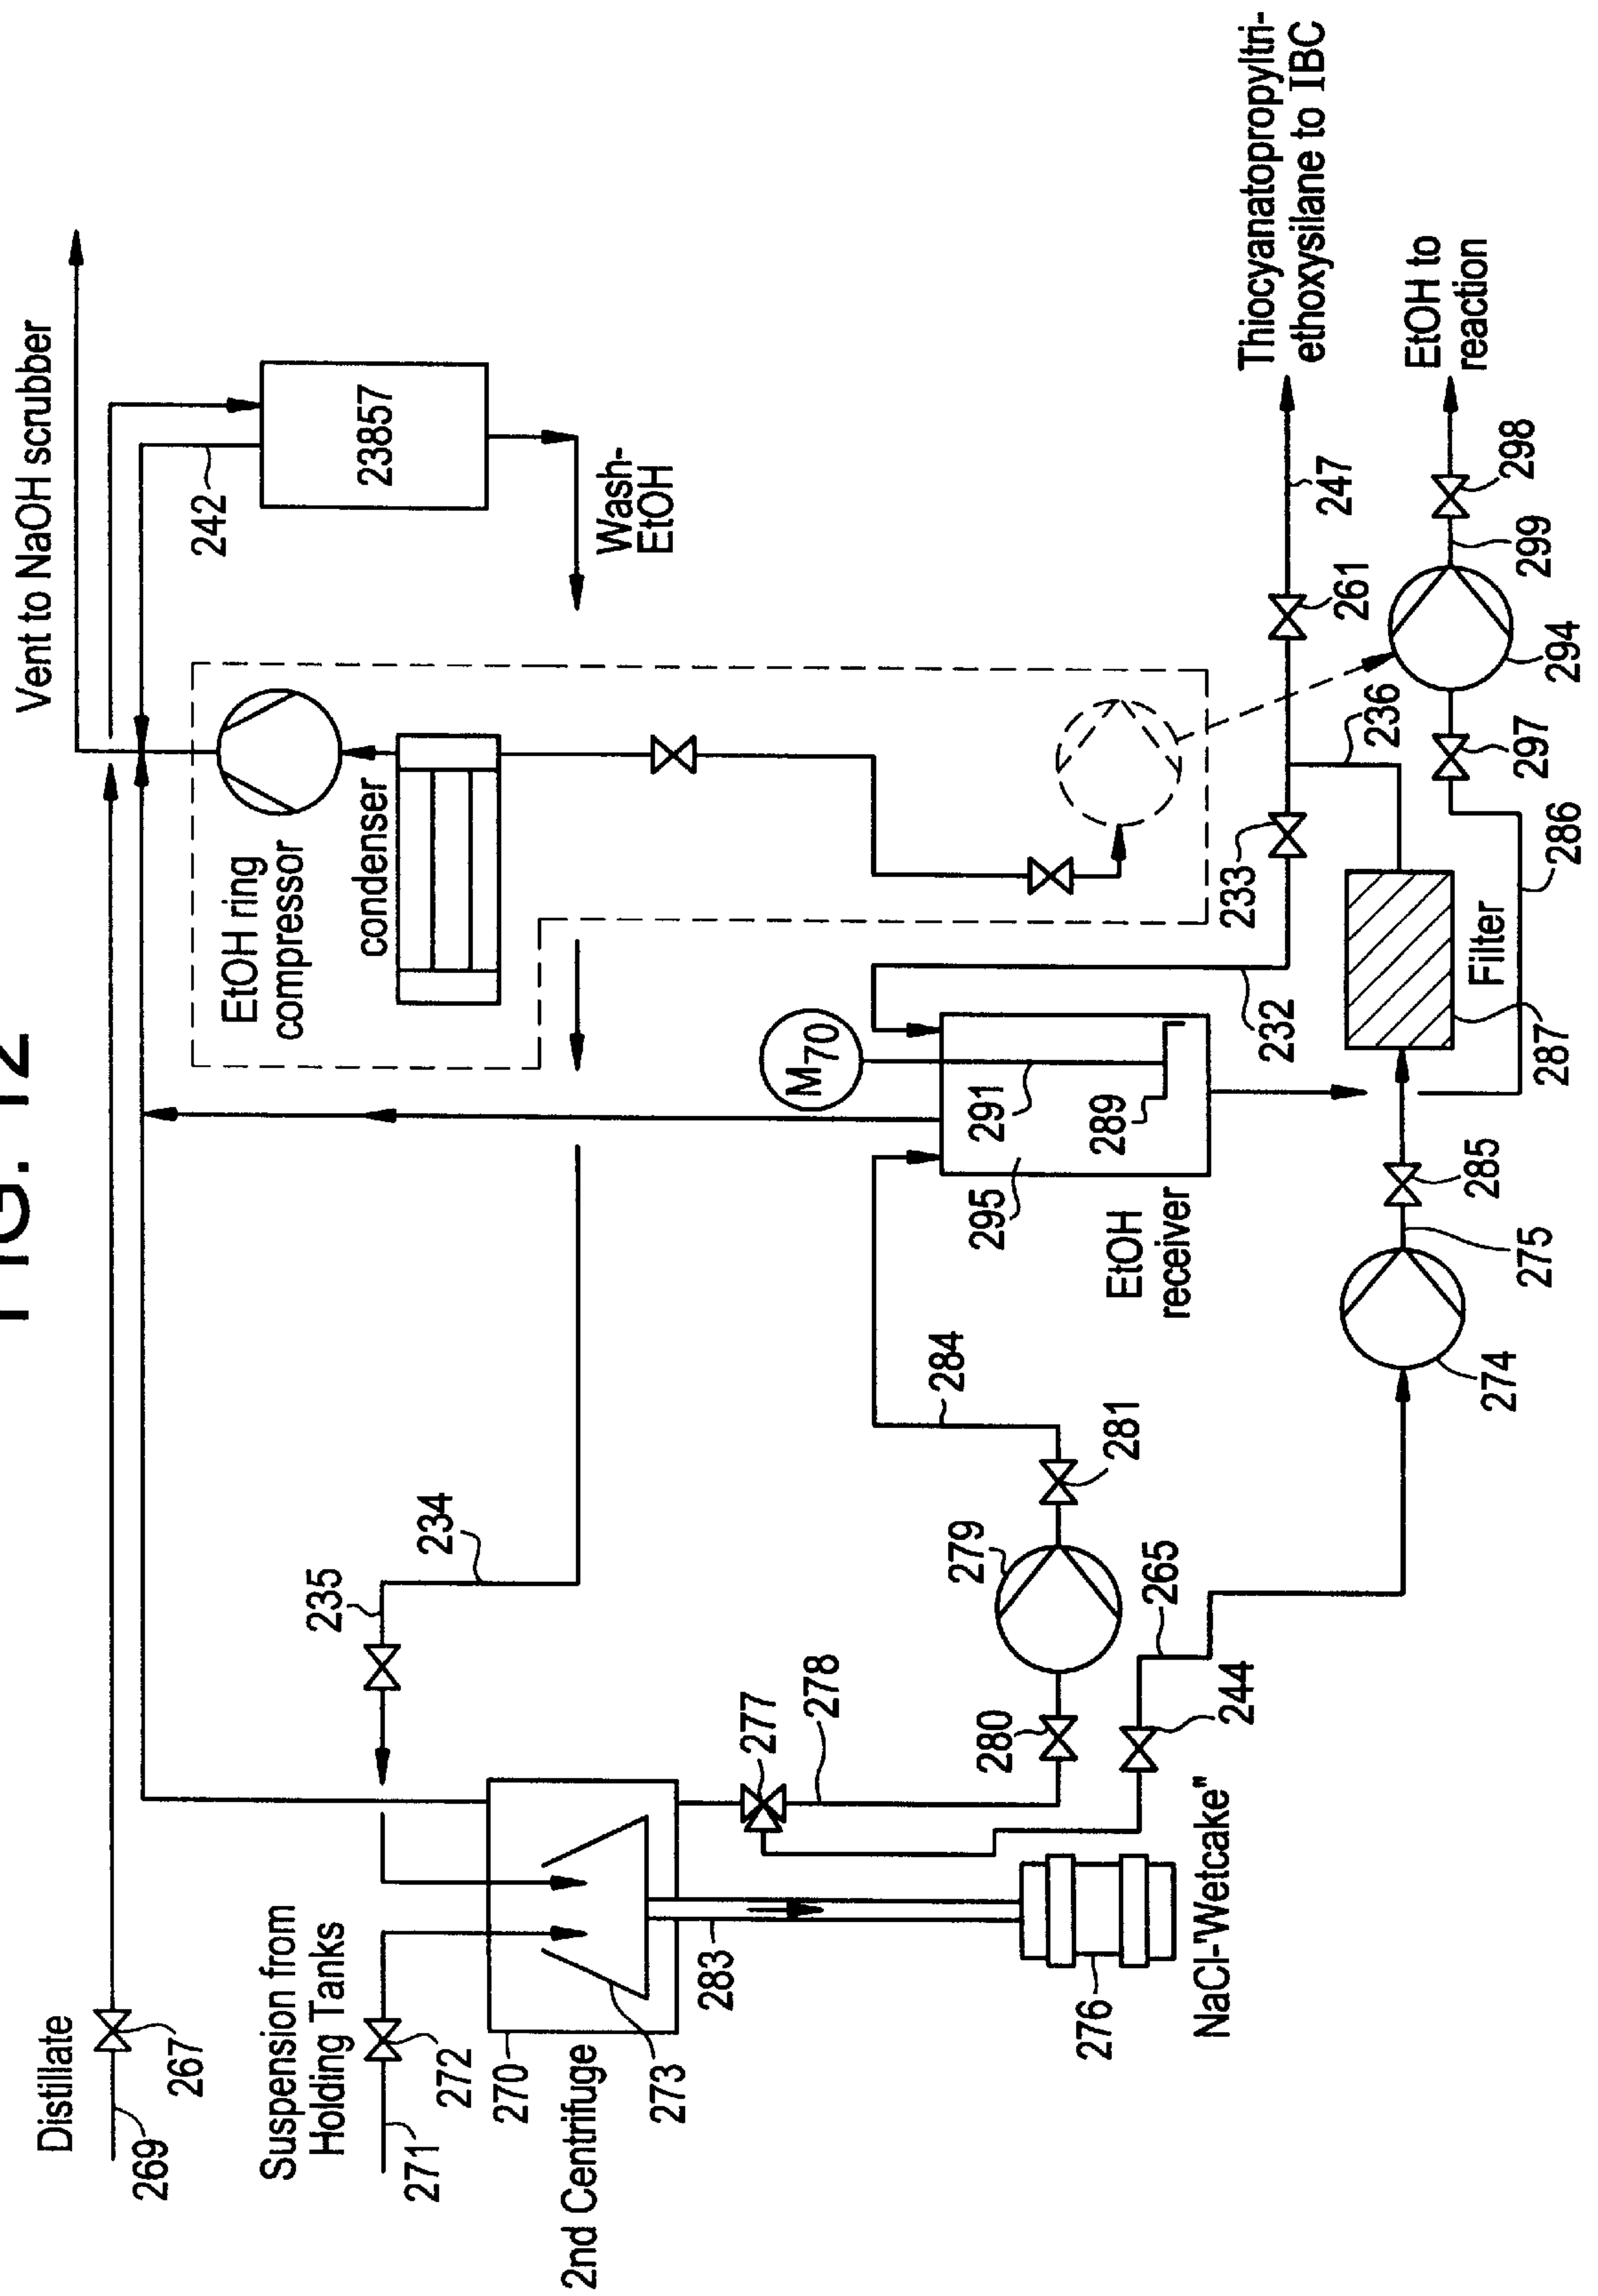 FIG. 12
Vent to NaOH scrubber
Distillate
269
267
242
23857
Wash-
EtOH
EtOH ring
compressor
condenser
Suspension from
Holding Tanks
271
272
235
234
270
2nd Centrifuge
273
283
276
NaCl-'Wetcake"
277
278
280
279
281
284
244
265
M70
291
289
295
EtOH
receiver
232
233
261
247
Thiocyanatopropyltri-
ethoxysilane to IBC
236
274
275
285
287
Filter
286
297
294
299
298
EtOH to
reaction